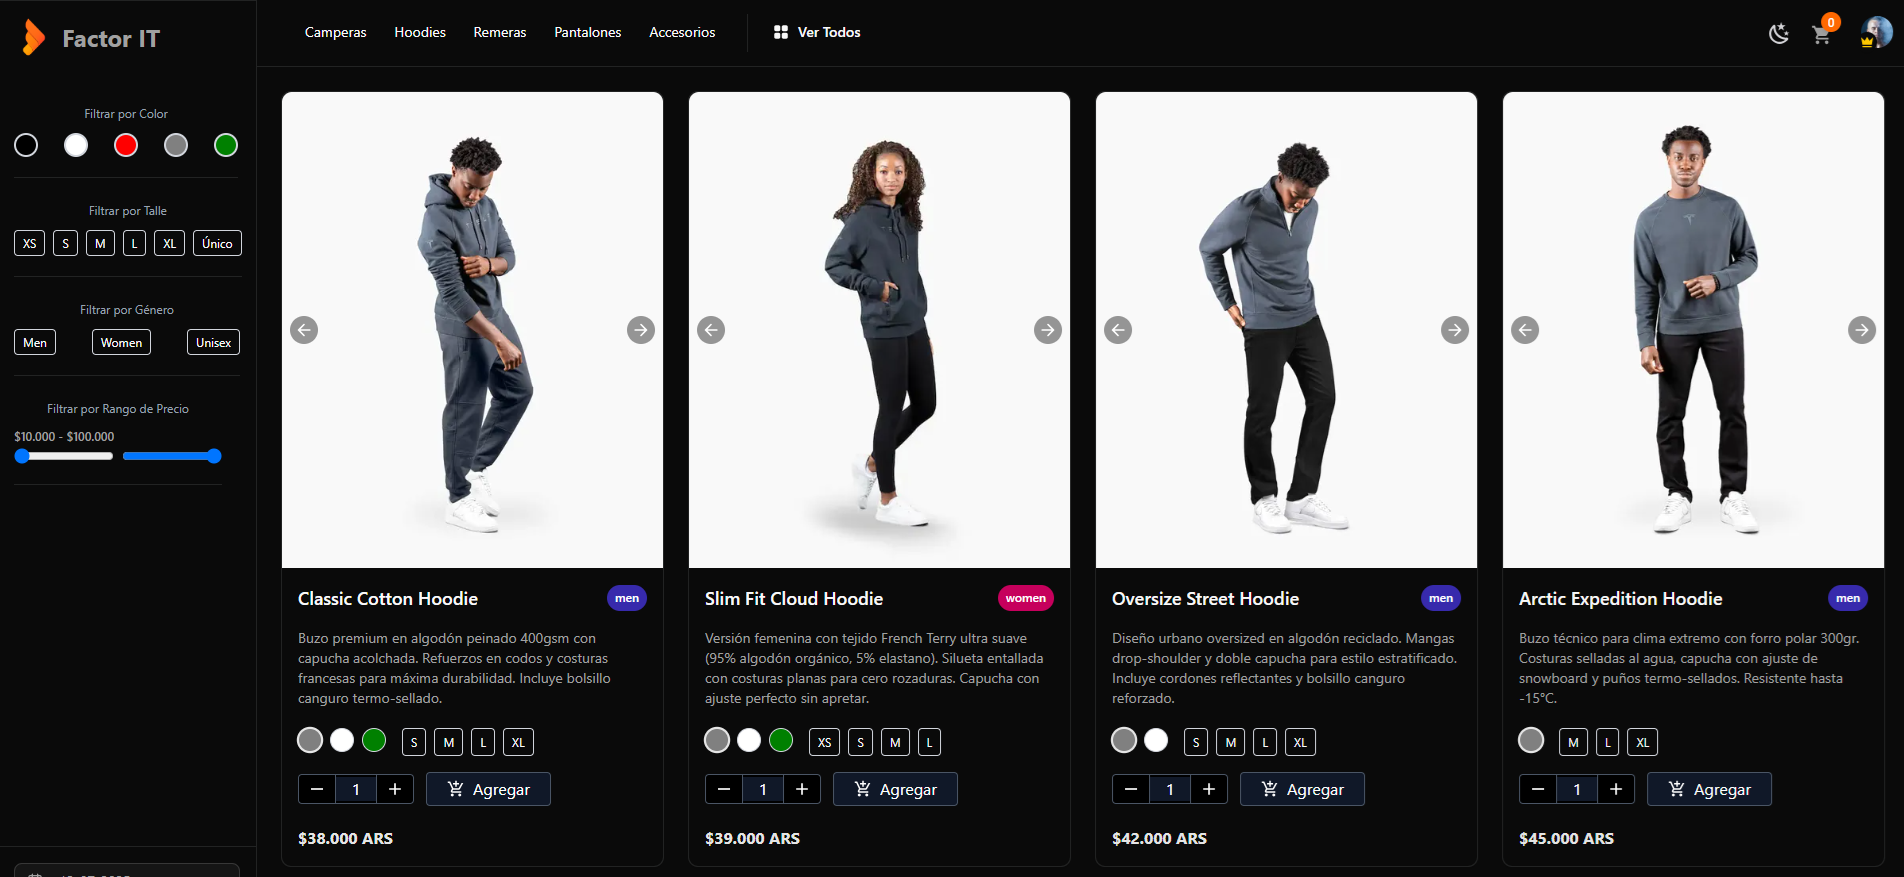 Factor IT
Camperas
Hoodies
Remeras
Pantalones
Accesorios
Ver Todos
0
Filtrar por Color
Filtrar por Talle
XS S M L XL Único
Filtrar por Género
Men Women Unisex
Filtrar por Rango de Precio
$10.000 - $100.000
Classic Cotton Hoodie
men
Buzo premium en algodón peinado 400gsm con
capucha acolchada. Refuerzos en codos y costuras
francesas para máxima durabilidad. Incluye bolsillo
canguro termo-sellado.
S M L XL
1
Agregar
$38.000 ARS
Slim Fit Cloud Hoodie
women
Versión femenina con tejido French Terry ultra suave
(95% algodón orgánico, 5% elastano). Silueta entallada
con costuras planas para cero rozaduras. Capucha con
ajuste perfecto sin apretar.
XS S M L
1
Agregar
$39.000 ARS
Oversize Street Hoodie
men
Diseño urbano oversized en algodón reciclado. Mangas
drop-shoulder y doble capucha para estilo estratificado.
Incluye cordones reflectantes y bolsillo canguro
reforzado.
S M L XL
1
Agregar
$42.000 ARS
Arctic Expedition Hoodie
men
Buzo técnico para clima extremo con forro polar 300gr.
Costuras selladas al agua, capucha con ajuste de
snowboard y puños termo-sellados. Resistente hasta
-15°C.
M L XL
1
Agregar
$45.000 ARS